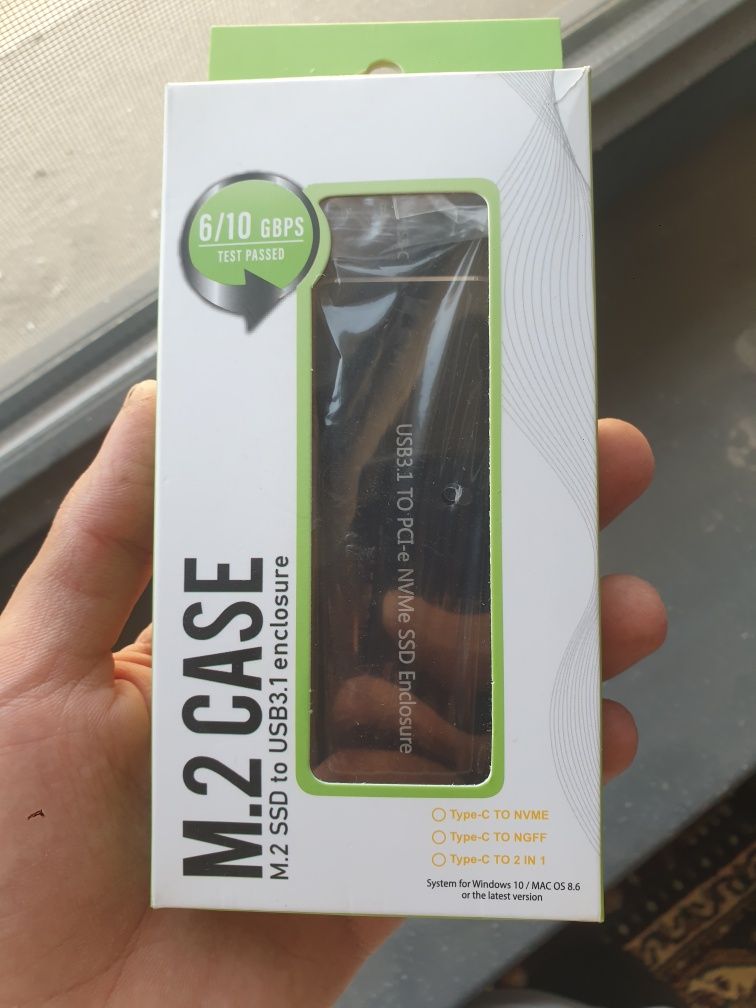 6/10 GBPS
TEST PASSED
USB3.1 TO PCI-e NVMe SSD Enclosure
M.2 CASE
M.2 SSD to USB3.1 enclosure
Type-C TO NVME
Type-C TO NGFF
Type-C TO 2 IN 1
System for Windows 10 / MAC OS 8.6
or the latest version